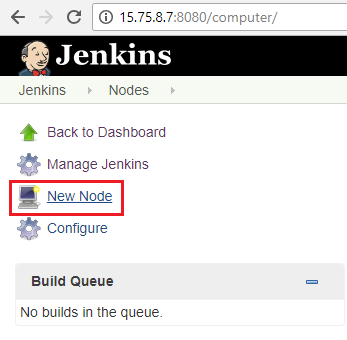 15.75.8.7:8080/computer/
Jenkins
Jenkins Nodes
Back to Dashboard
Manage Jenkins
New Node
Configure
Build Queue
No builds in the queue.